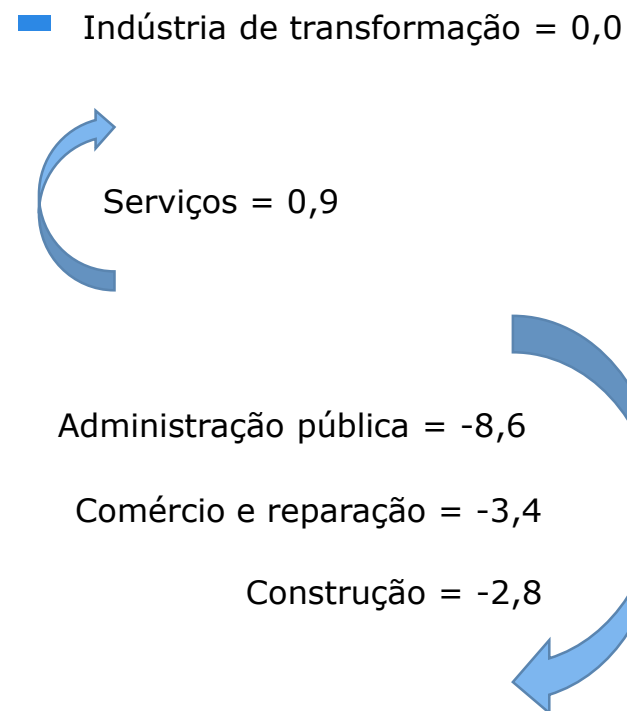 Indústria de transformação = 0,0
Serviços = 0,9
Administração pública = -8,6
Comércio e reparação = -3,4
Construção = -2,8